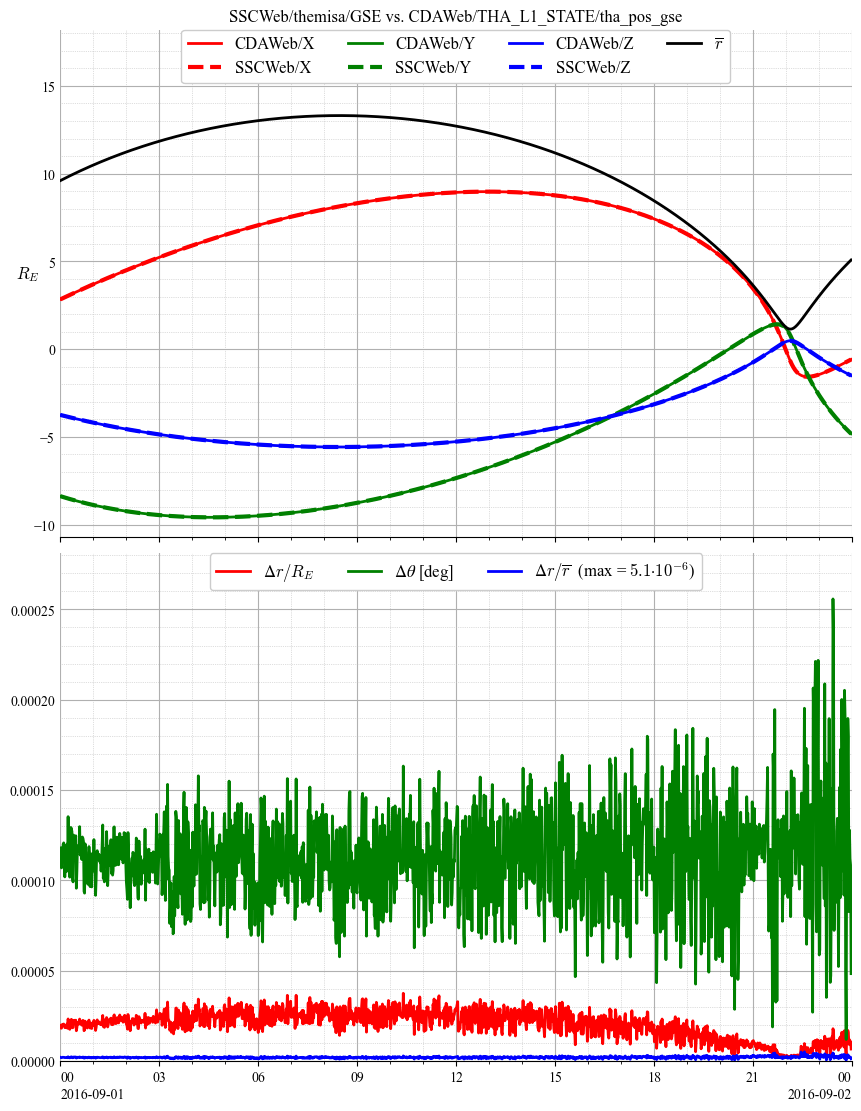 SSCWeb/themisa/GSE vs. CDAWeb/THA_L1_STATE/tha_pos_gse
CDAWeb/X CDAWeb/Y CDAWeb/Z r̅
SSCWeb/X SSCWeb/Y SSCWeb/Z
15
10
5
R_E
0
−5
−10
Δr/R_E Δθ [deg] Δr/r̅ (max = 5.1·10⁻⁶)
0.00025
0.00020
0.00015
0.00010
0.00005
0.00000
00 03 06 09 12 15 18 21 00
2016-09-01 2016-09-02